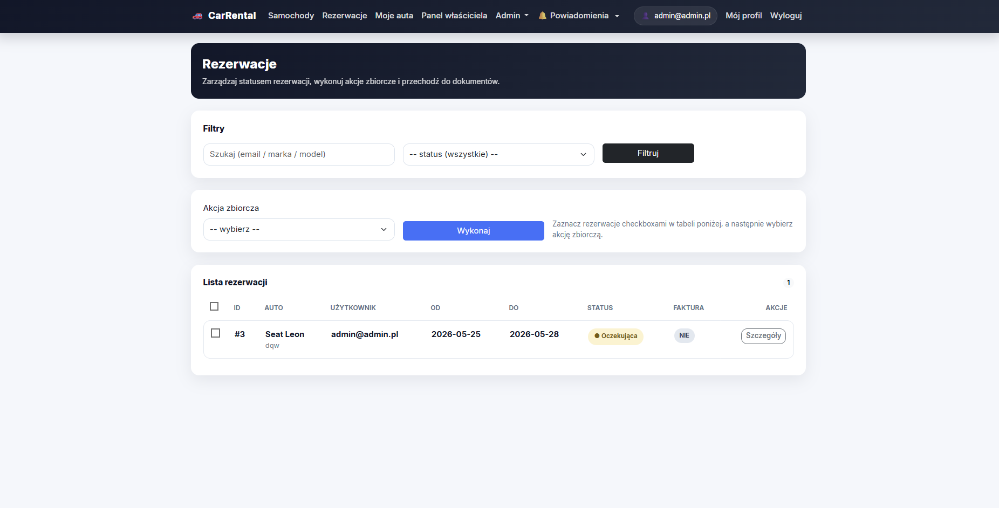 CarRental Samochody Rezerwacje Moje auta Panel właściciela Admin Powiadomienia admin@admin.pl Mój profil Wyloguj
Rezerwacje
Zarządzaj statusem rezerwacji, wykonuj akcje zbiorcze i przechodź do dokumentów.
Filtry
Szukaj (email / marka / model) -- status (wszystkie) -- Filtruj
Akcja zbiorcza
-- wybierz -- Wykonaj
Zaznacz rezerwacje checkboxami w tabeli poniżej, a następnie wybierz
akcję zbiorczą.
Lista rezerwacji 1
ID AUTO UŻYTKOWNIK OD DO STATUS FAKTURA AKCJE
#3 Seat Leon admin@admin.pl 2026-05-25 2026-05-28 Oczekująca NIE Szczegóły
dqw